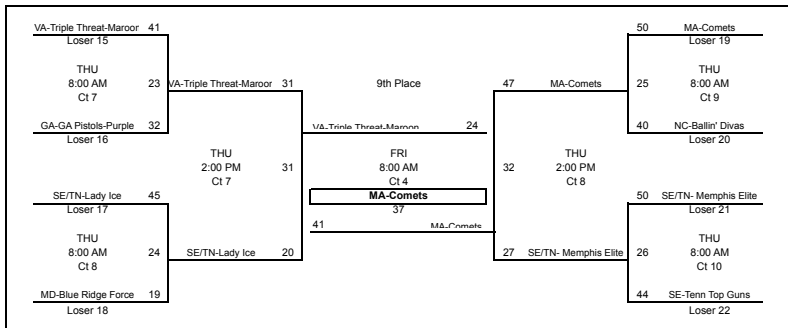 VA-Triple Threat-Maroor 41 50 MA-Comets
Loser 15 Loser 19
THU THU
8:00 AM 23 VA-Triple Threat-Maroor 31 9th Place 47 MA-Comets 25 8:00 AM
Ct 7 Ct 9
GA-GA Pistols-Purple 32 VA-Triple Threat-Maroon 24 40 NC-Ballin' Divas
Loser 16 Loser 20
THU FRI THU
2:00 PM 31 8:00 AM 32 2:00 PM
Ct 7 Ct 4 Ct 8
SE/TN-Lady Ice 45 MA-Comets 50 SE/TN- Memphis Elite
Loser 17 37 Loser 21
THU 41 MA-Comets THU
8:00 AM 24 SE/TN-Lady Ice 20 27 SE/TN- Memphis Elite 26 8:00 AM
Ct 8 Ct 10
MD-Blue Ridge Force 19 44 SE-Tenn Top Guns
Loser 18 Loser 22